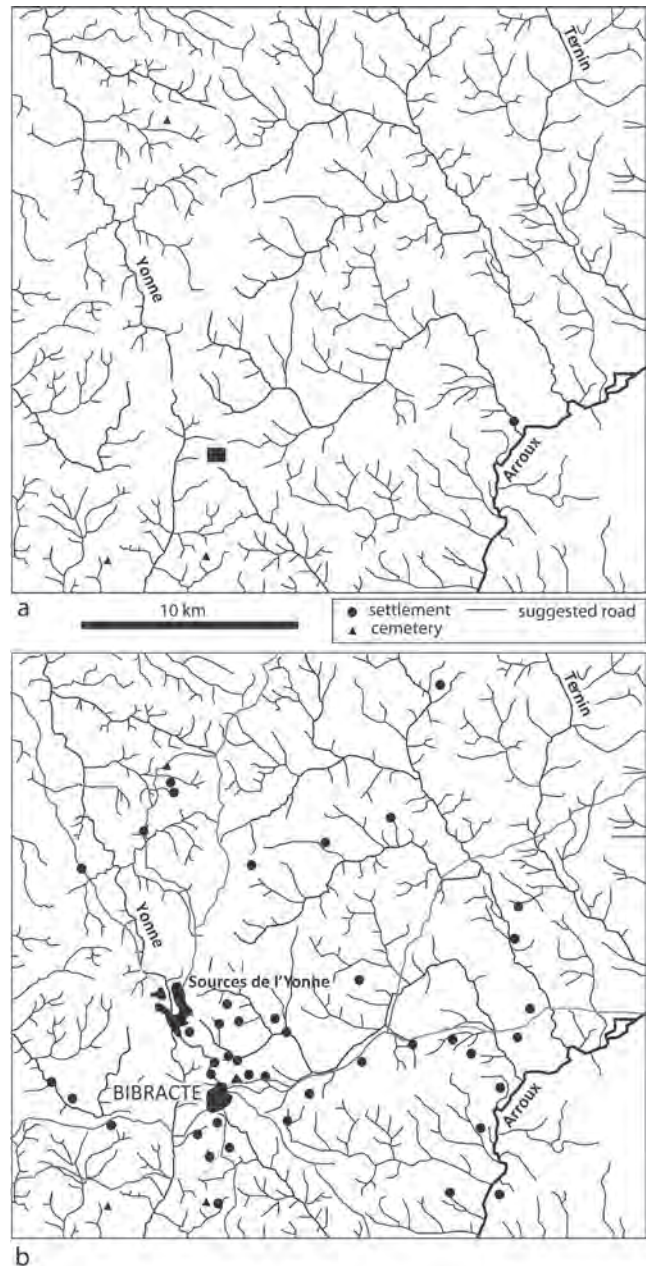 Ternin
Yonne
Arroux
a
10 km
settlement
suggested road
cemetery
Ternin
Yonne
Sources de l'Yonne
BIBRACTE
Arroux
b